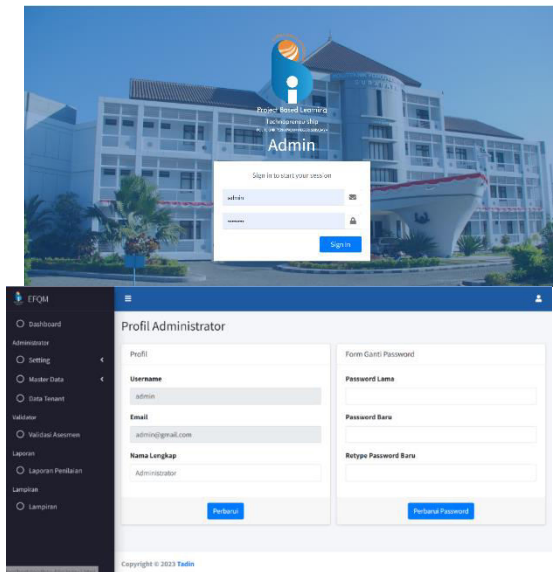 Project Based Learning
Technopreneurship
Admin
Sign in to start your session
admin
Sign in
EFQM
Dashboard
Administrator
Setting
Master Data
Data Tenant
Validator
Validasi Asesmen
Laporan
Laporan Penilaian
Lampiran
Lampiran
Profil Administrator
Profil
Username
admin
Email
admin@gmail.com
Nama Lengkap
Administrator
Perbarui
Form Ganti Password
Password Lama
Password Baru
Retype Password Baru
Perbarui Password
Copyright © 2023 Tadin